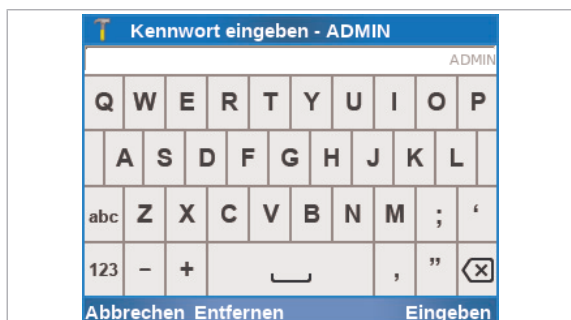 Kennwort eingeben - ADMIN
ADMIN
Q W E R T Y U I O P
A S D F G H J K L
abc Z X C V B N M ; ‘
123 - + , ”
Abbrechen Entfernen Eingeben